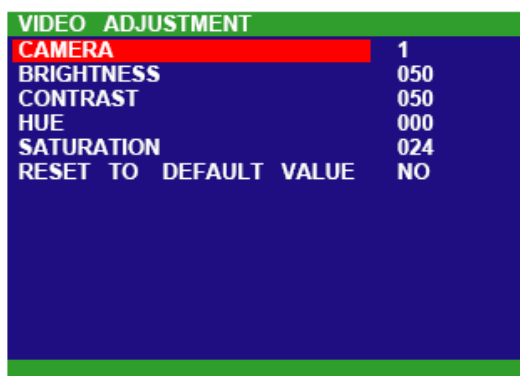 VIDEO ADJUSTMENT
CAMERA 1
BRIGHTNESS 050
CONTRAST 050
HUE 000
SATURATION 024
RESET TO DEFAULT VALUE NO